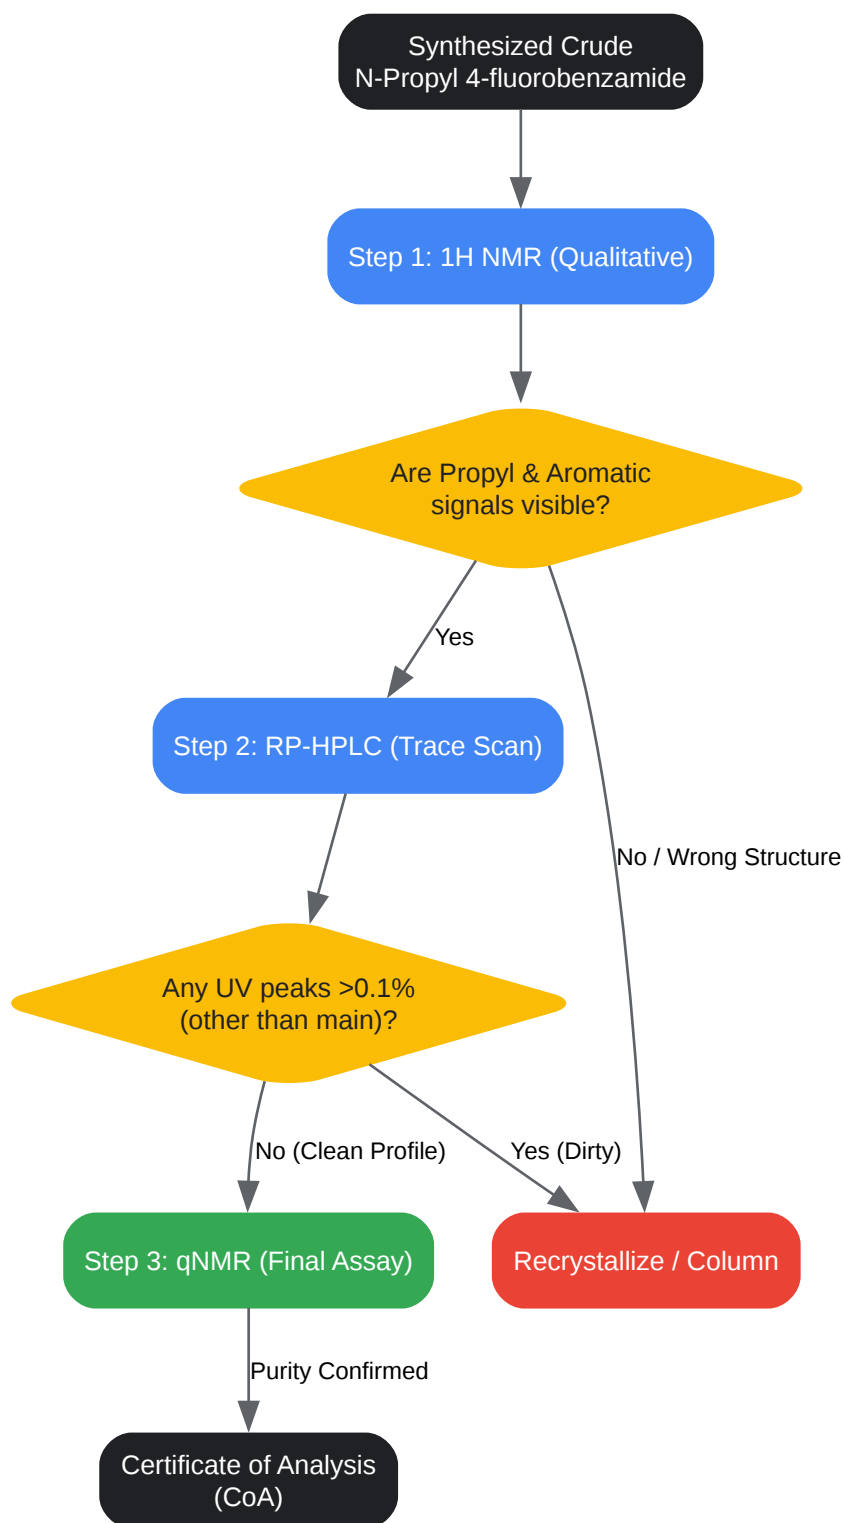 Synthesized Crude
N-Propyl 4-fluorobenzamide
Step 1: 1H NMR (Qualitative)
Are Propyl & Aromatic
signals visible?
Yes
Step 2: RP-HPLC (Trace Scan)
No / Wrong Structure
Any UV peaks >0.1%
(other than main)?
No (Clean Profile)
Yes (Dirty)
Step 3: qNMR (Final Assay)
Recrystallize / Column
Purity Confirmed
Certificate of Analysis
(CoA)